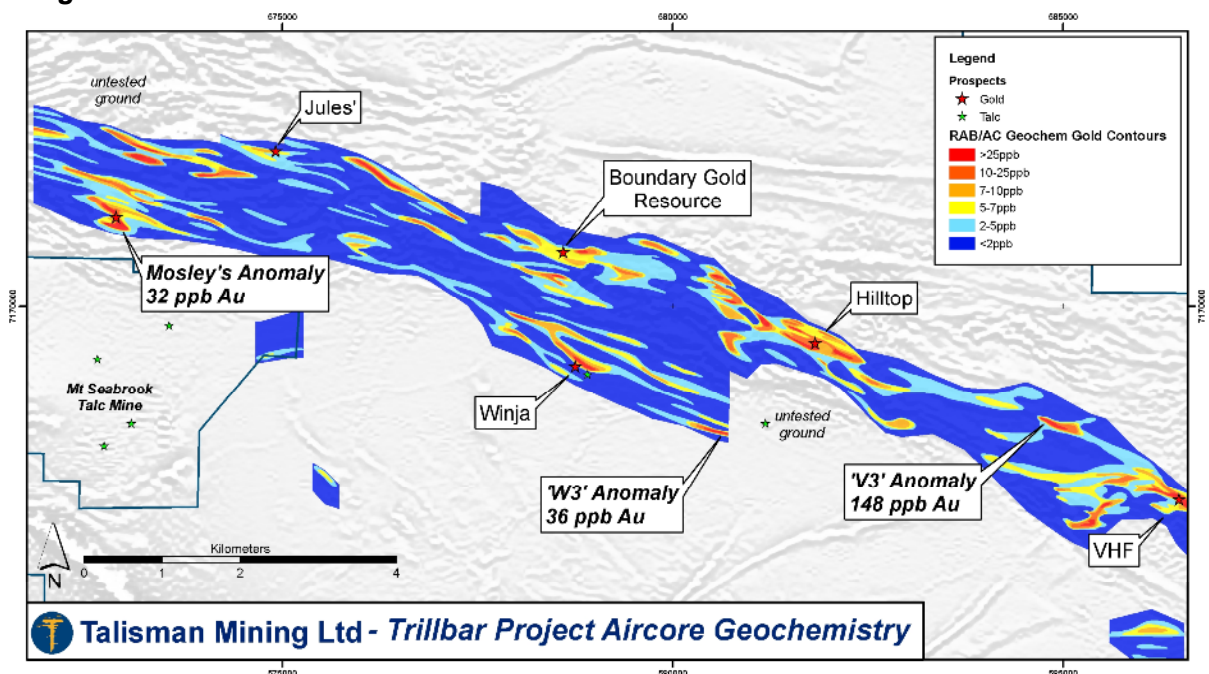 675000
680000
685000
untested
ground
Jules'
Boundary Gold
Resource
Mosley's Anomaly
32 ppb Au
Legend
Prospects
Gold
Talc
RAB/AC Geochem Gold Contours
>25ppb
10-25ppb
7-10ppb
5-7ppb
2-5ppb
<2ppb
7170000
7170000
Hilltop
Mt Seabrook
Talc Mine
Winja
untested
ground
'W3' Anomaly
36 ppb Au
'V3' Anomaly
148 ppb Au
VHF
N
Kilometers
0 1 2 4
Talisman Mining Ltd - Trillbar Project Aircore Geochemistry